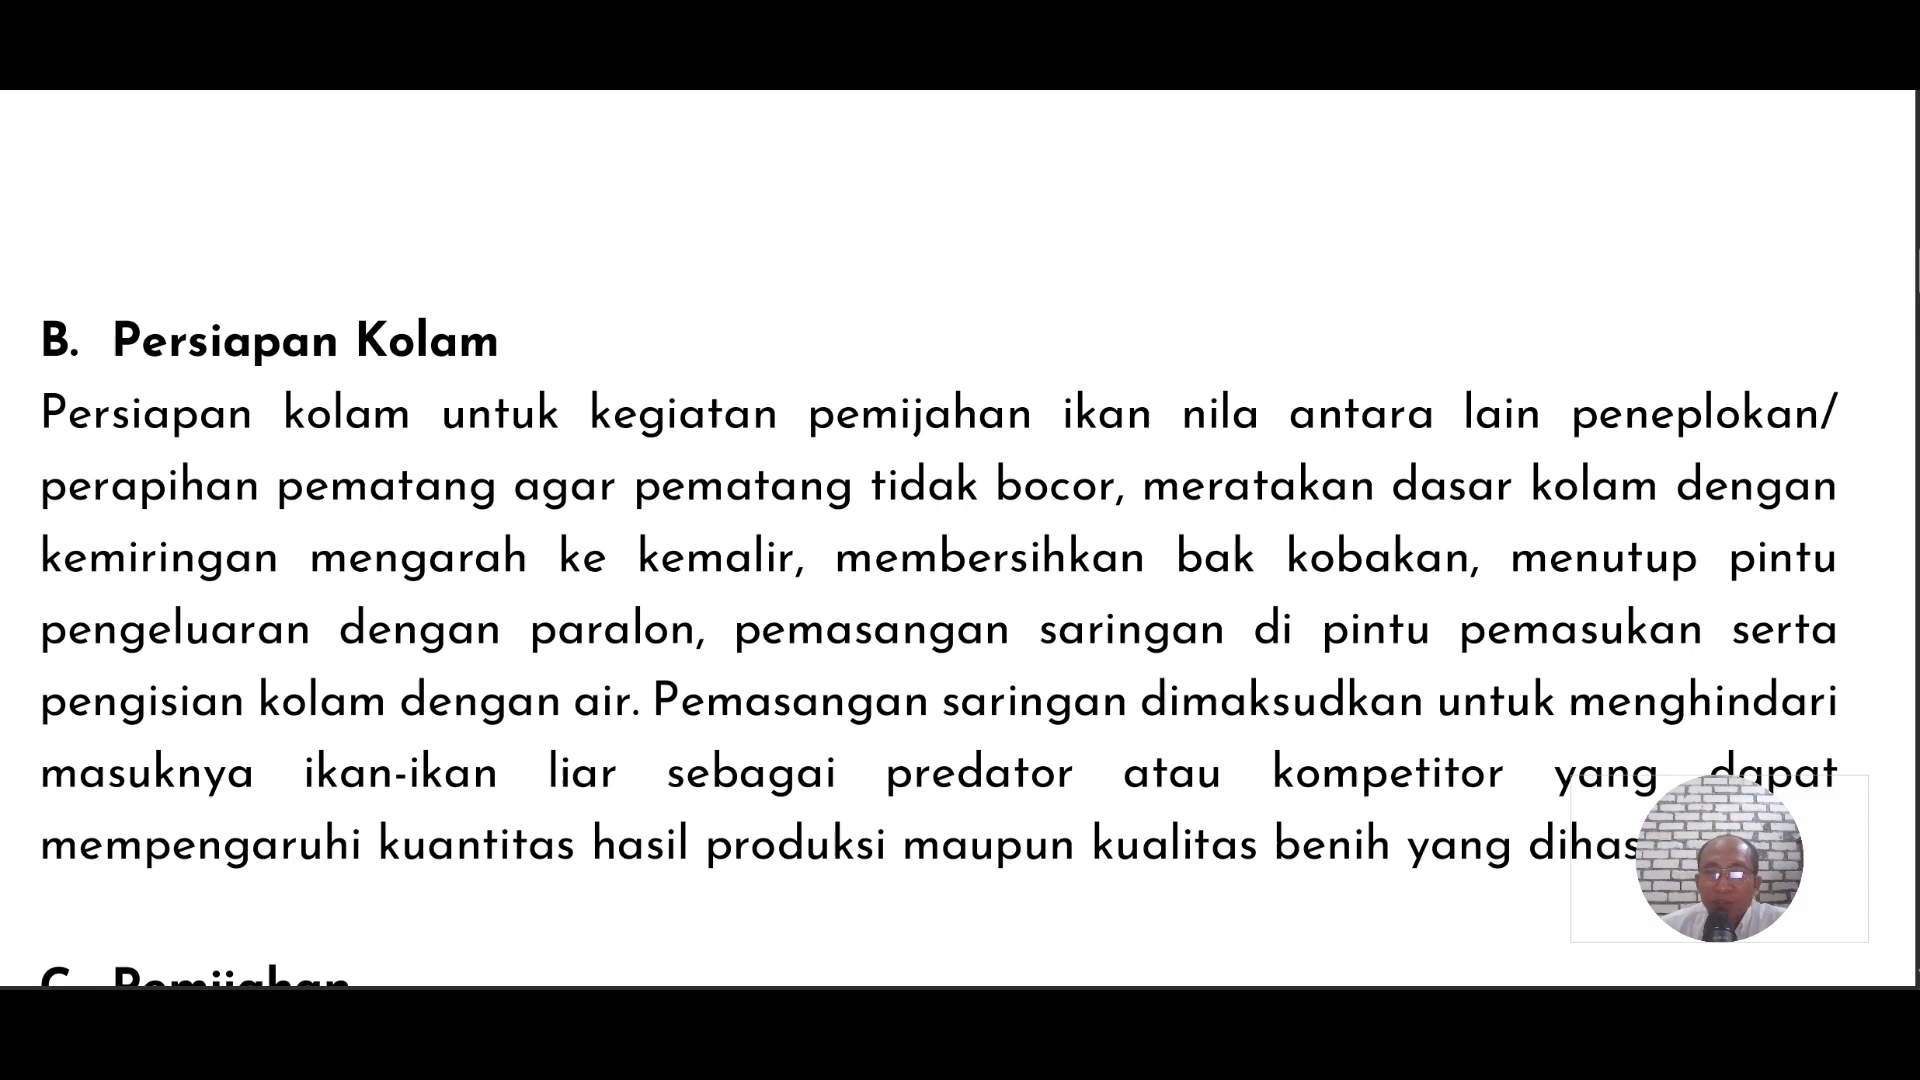 B. Persiapan Kolam
Persiapan kolam untuk kegiatan pemijahan ikan nila antara lain peneplokan/
perapihan pematang agar pematang tidak bocor, meratakan dasar kolam dengan
kemiringan mengarah ke kemalir, membersihkan bak kobakan, menutup pintu
pengeluaran dengan paralon, pemasangan saringan di pintu pemasukan serta
pengisian kolam dengan air. Pemasangan saringan dimaksudkan untuk menghindari
masuknya ikan-ikan liar sebagai predator atau kompetitor yang dapat
mempengaruhi kuantitas hasil produksi maupun kualitas benih yang
C. Pemijahan